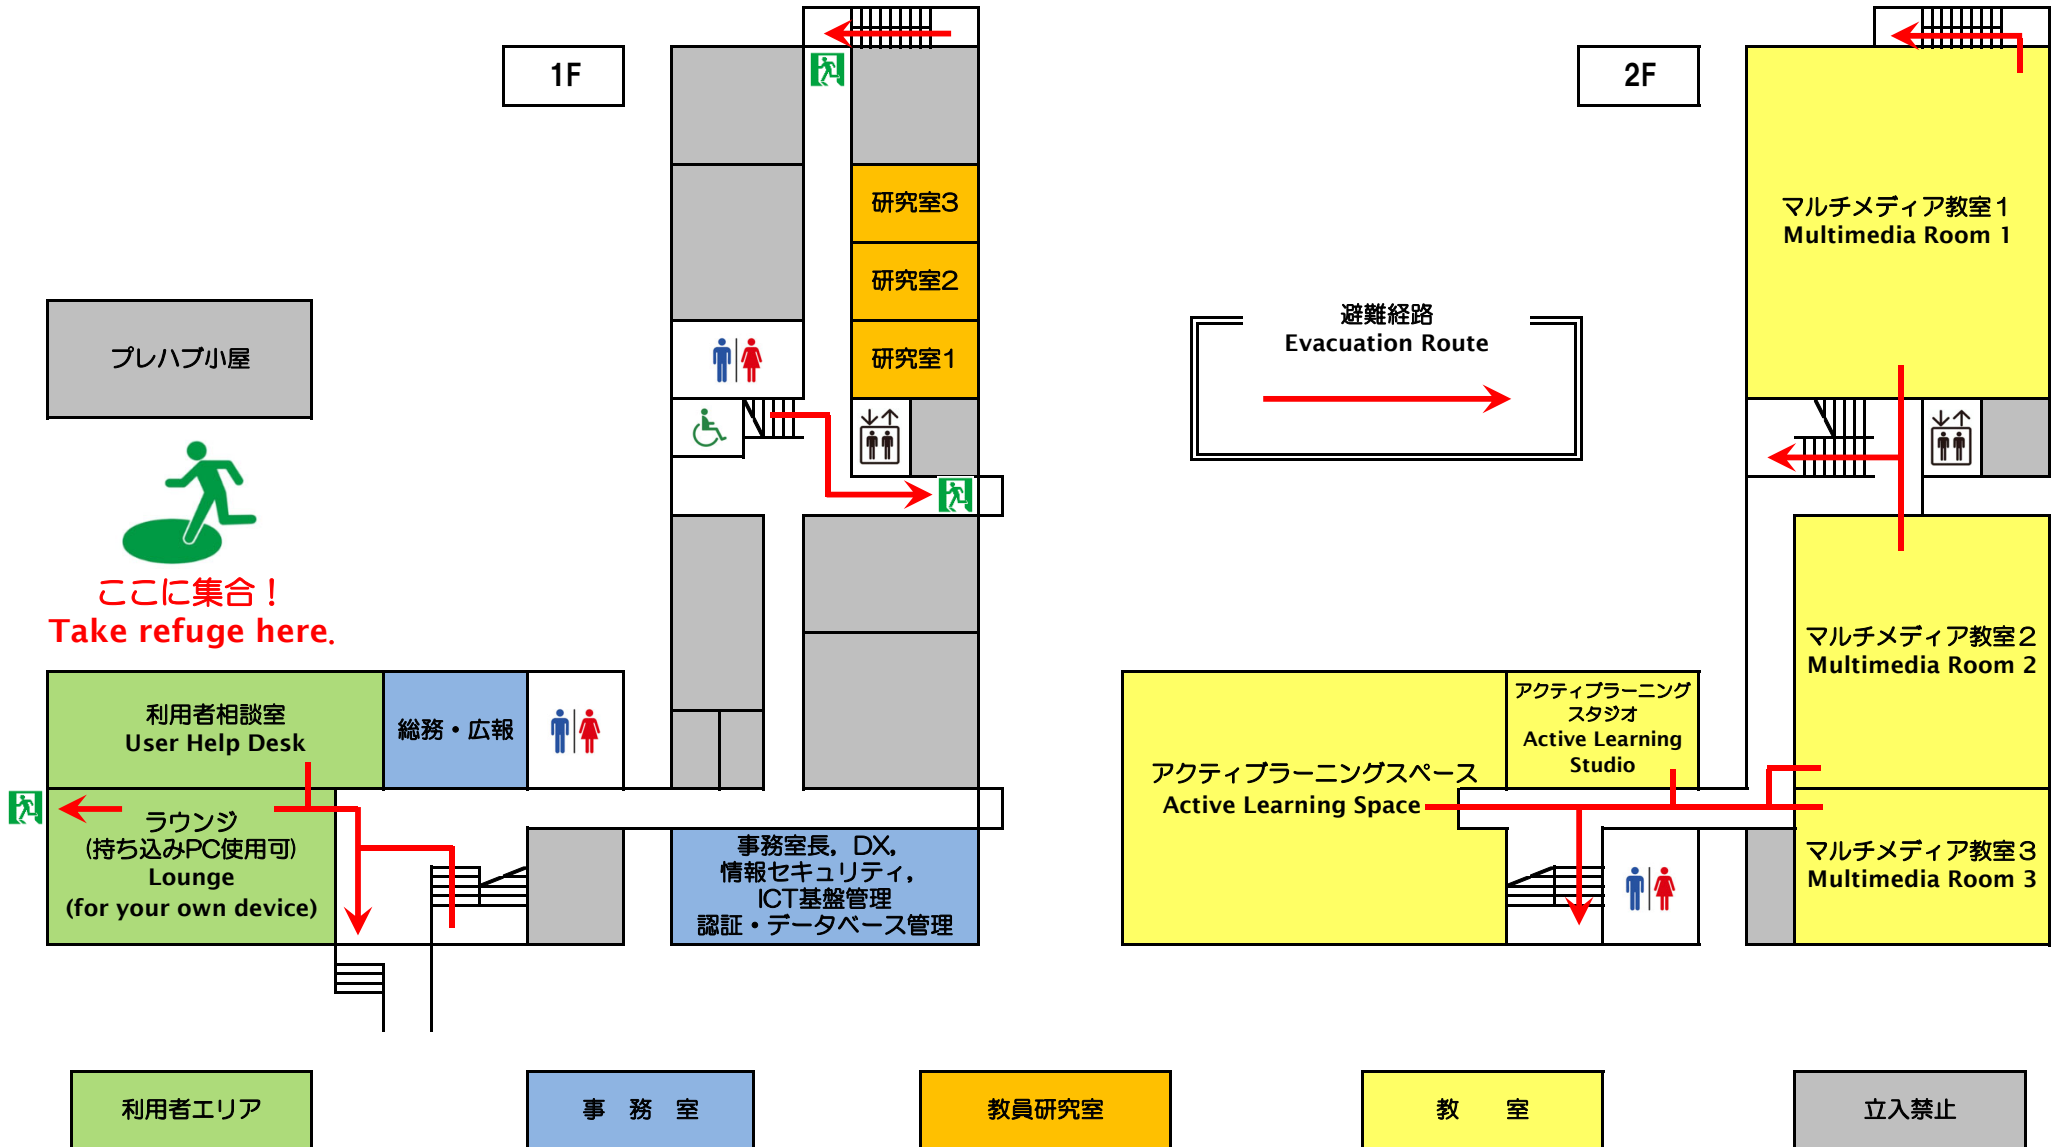 1F
2F
研究室3
研究室2
研究室1
マルチメディア教室1
Multimedia Room 1
避難経路
Evacuation Route
プレハブ小屋
ここに集合！
Take refuge here.
利用者相談室
User Help Desk
総務・広報
ラウンジ
(持ち込みPC使用可)
Lounge
(for your own device)
事務室長，DX，
情報セキュリティ，
ICT基盤管理
認証・データベース管理
アクティブラーニングスペース
Active Learning Space
アクティブラーニング
スタジオ
Active Learning
Studio
マルチメディア教室2
Multimedia Room 2
マルチメディア教室3
Multimedia Room 3
利用者エリア
事　務　室
教員研究室
教　　室
立入禁止